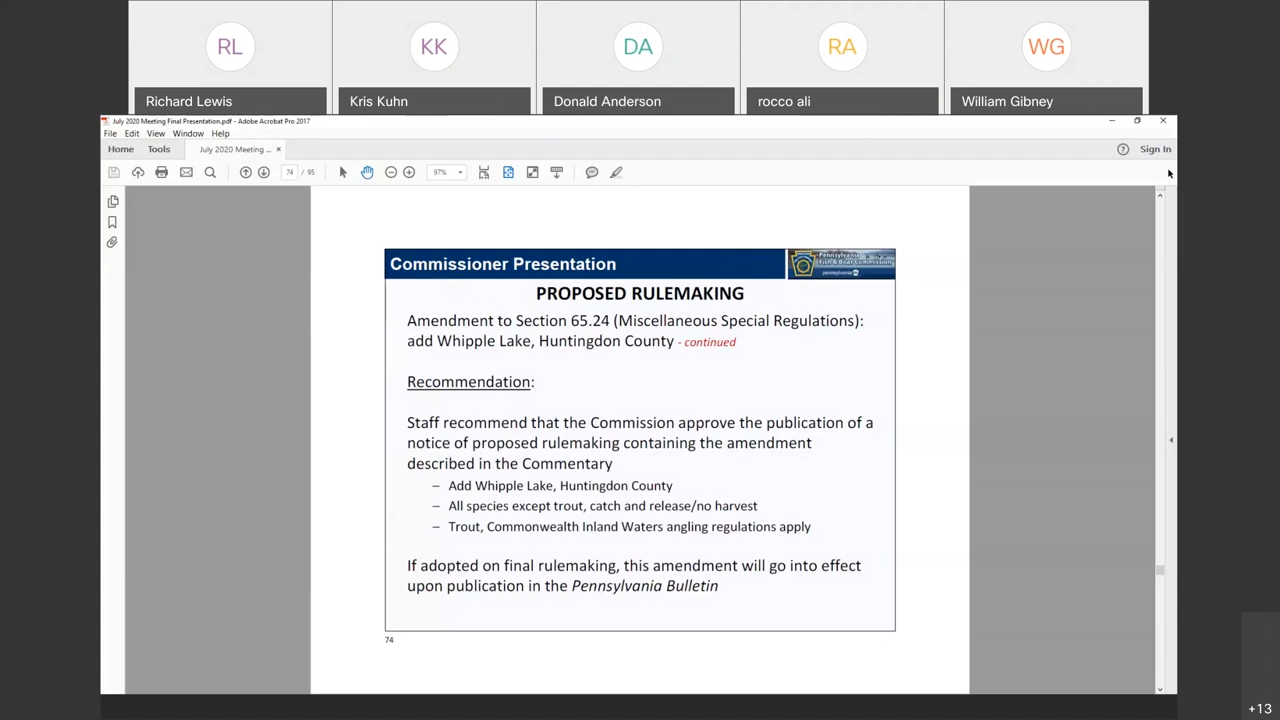 RL
KK
DA
RA
WG
Richard Lewis
Kris Kuhn
Donald Anderson
rocco ali
William Gibney
July 2020 Meeting Final Presentation.pdf - Adobe Acrobat Pro 2017
File Edit View Window Help
Home Tools July 2020 Meeting ... × Sign In
74 / 95 97%
Commissioner Presentation
Pennsylvania
Fish & Boat Commission
pennsylvania
PROPOSED RULEMAKING
Amendment to Section 65.24 (Miscellaneous Special Regulations):
add Whipple Lake, Huntingdon County - continued
Recommendation:
Staff recommend that the Commission approve the publication of a
notice of proposed rulemaking containing the amendment
described in the Commentary
– Add Whipple Lake, Huntingdon County
– All species except trout, catch and release/no harvest
– Trout, Commonwealth Inland Waters angling regulations apply
If adopted on final rulemaking, this amendment will go into effect
upon publication in the Pennsylvania Bulletin
74
+13